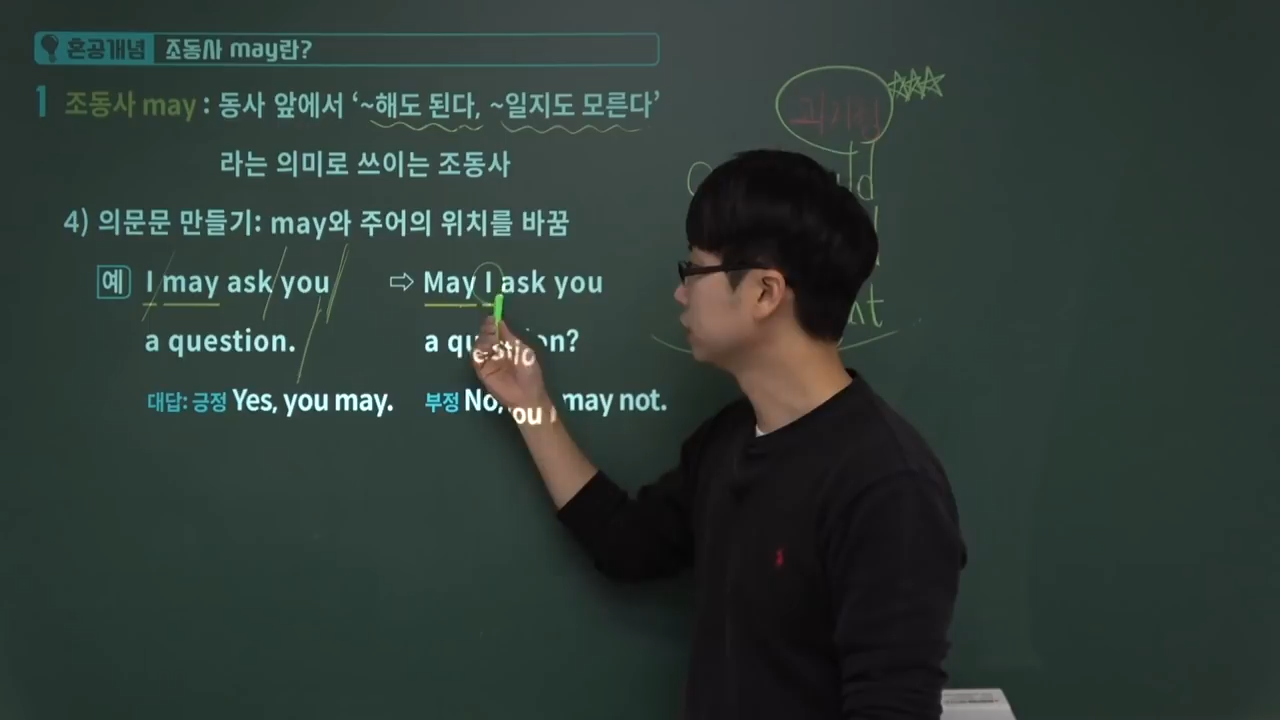 혼공개념 조동사 may란?
1 조동사 may : 동사 앞에서 ‘~해도 된다, ~일지도 모른다’
라는 의미로 쓰이는 조동사
4) 의문문 만들기: may와 주어의 위치를 바꿈
예 I may ask you ⇨ May I ask you
a question. a question?
대답: 긍정 Yes, you may. 부정 No, you may not.